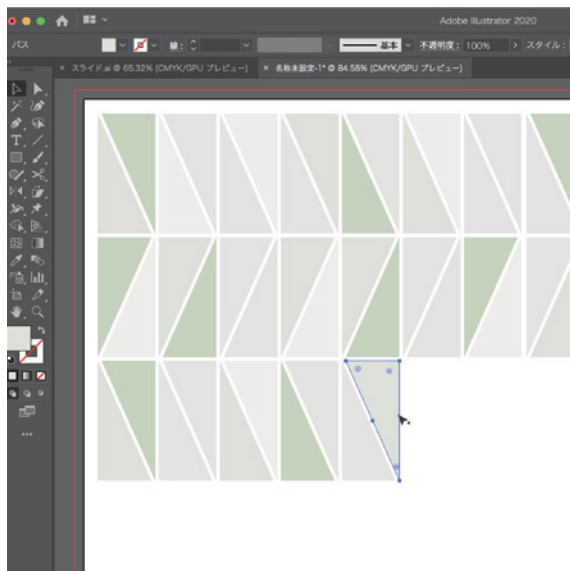 Adobe Illustrator 2020
パス
線：
基本
不透明度：
100%
スタイル：
× スライド.ai @ 65.32% (CMYK/GPU プレビュー)
× 名称未設定-1* @ 84.58% (CMYK/GPU プレビュー)